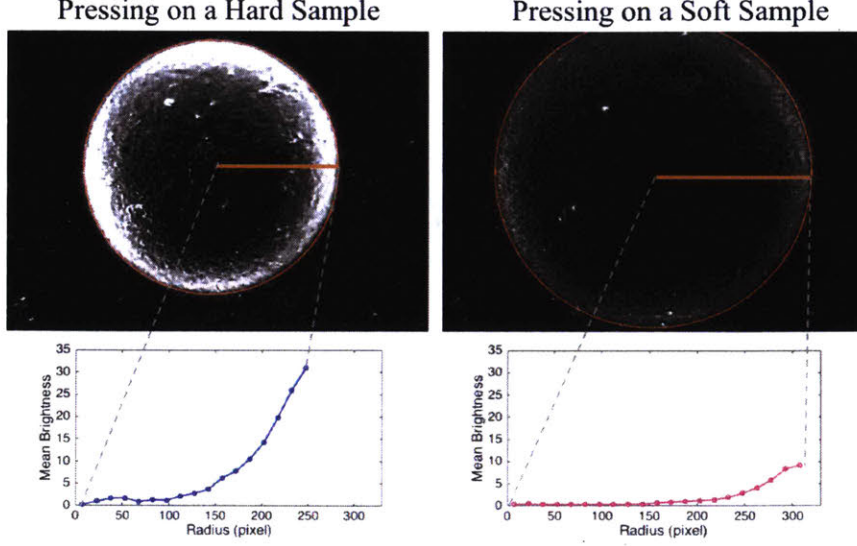 Pressing on a Hard Sample
Pressing on a Soft Sample
35
30
25
20
15
10
5
0
Mean Brightness
0 50 100 150 200 250 300
Radius (pixel)
35
30
25
20
15
10
5
0
Mean Brightness
0 50 100 150 200 250 300
Radius (pixel)